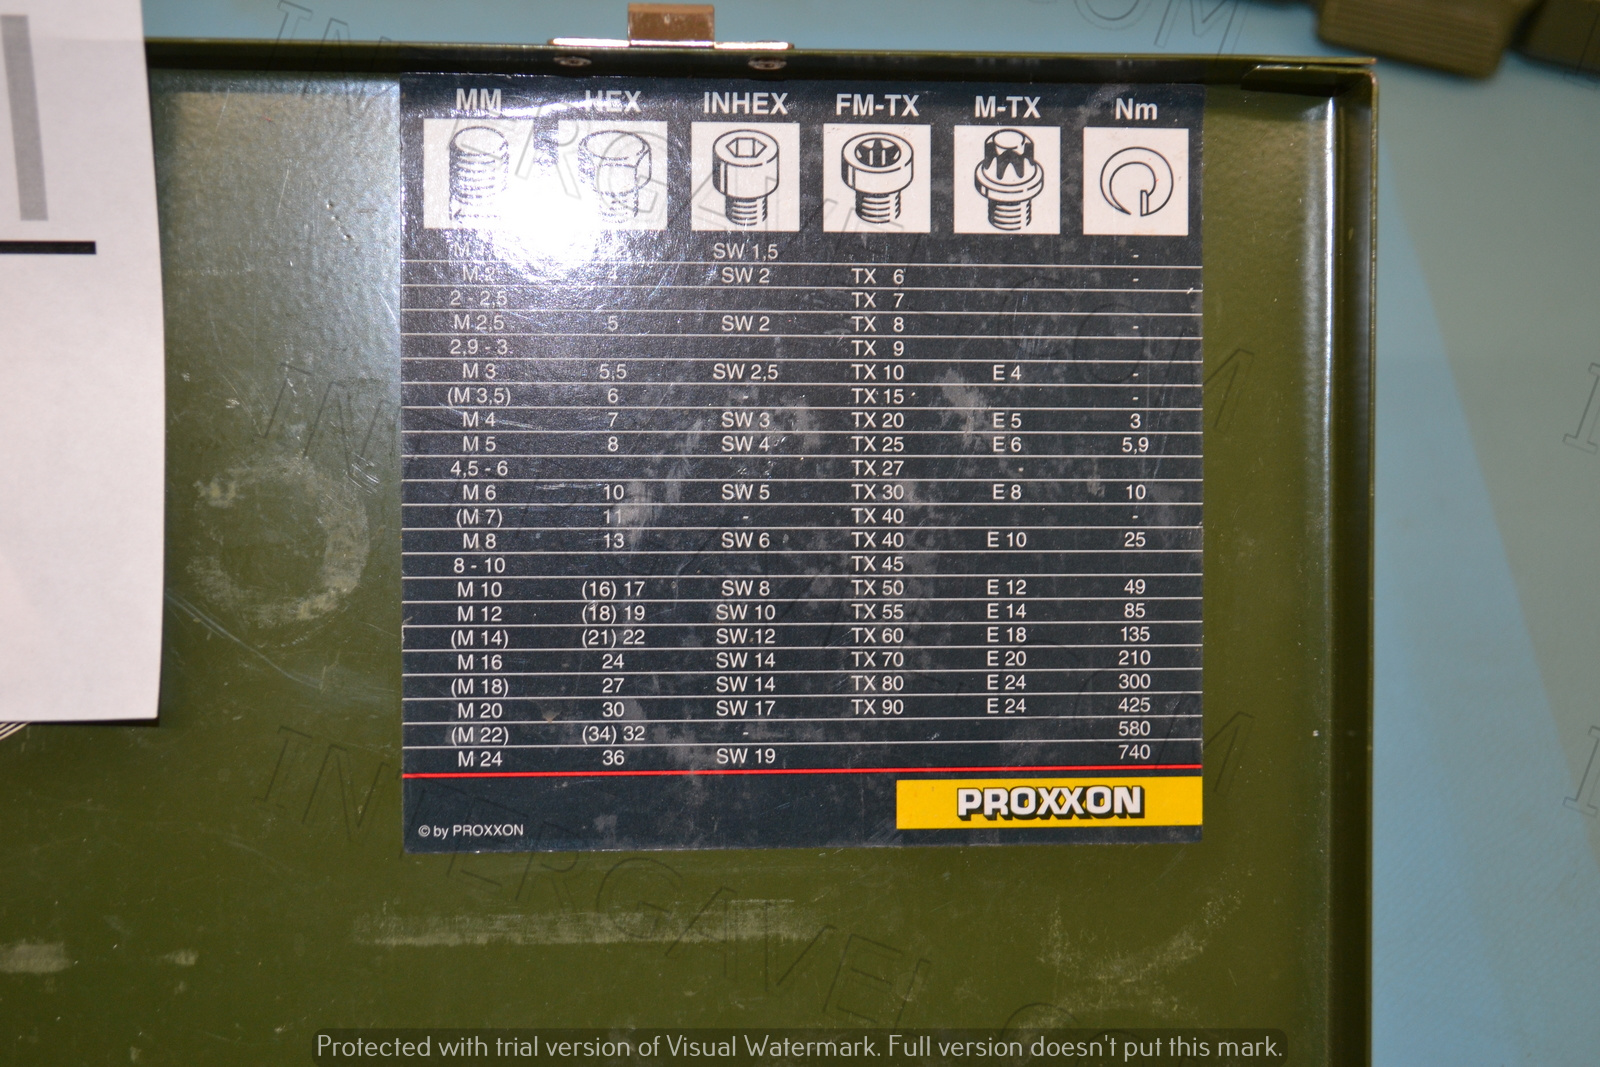 MM HEX INHEX FM-TX M-TX Nm
SW 1,5 -
M 2 4 SW 2 TX 6 -
2 - 2,5 TX 7
M 2,5 5 SW 2 TX 8 -
2,9 - 3 TX 9
M 3 5,5 SW 2,5 TX 10 E 4 -
(M 3,5) 6 - TX 15 -
M 4 7 SW 3 TX 20 E 5 3
M 5 8 SW 4 TX 25 E 6 5,9
4,5 - 6 - TX 27 -
M 6 10 SW 5 TX 30 E 8 10
(M 7) 11 - TX 40 -
M 8 13 SW 6 TX 40 E 10 25
8 - 10 TX 45
M 10 (16) 17 SW 8 TX 50 E 12 49
M 12 (18) 19 SW 10 TX 55 E 14 85
(M 14) (21) 22 SW 12 TX 60 E 18 135
M 16 24 SW 14 TX 70 E 20 210
(M 18) 27 SW 14 TX 80 E 24 300
M 20 30 SW 17 TX 90 E 24 425
(M 22) (34) 32 - 580
M 24 36 SW 19 740
PROXXON
© by PROXXON
INTERGAVEL.COM
INTERGAVEL.COM
INTERGAVEL.COM
Protected with trial version of Visual Watermark. Full version doesn't put this mark.